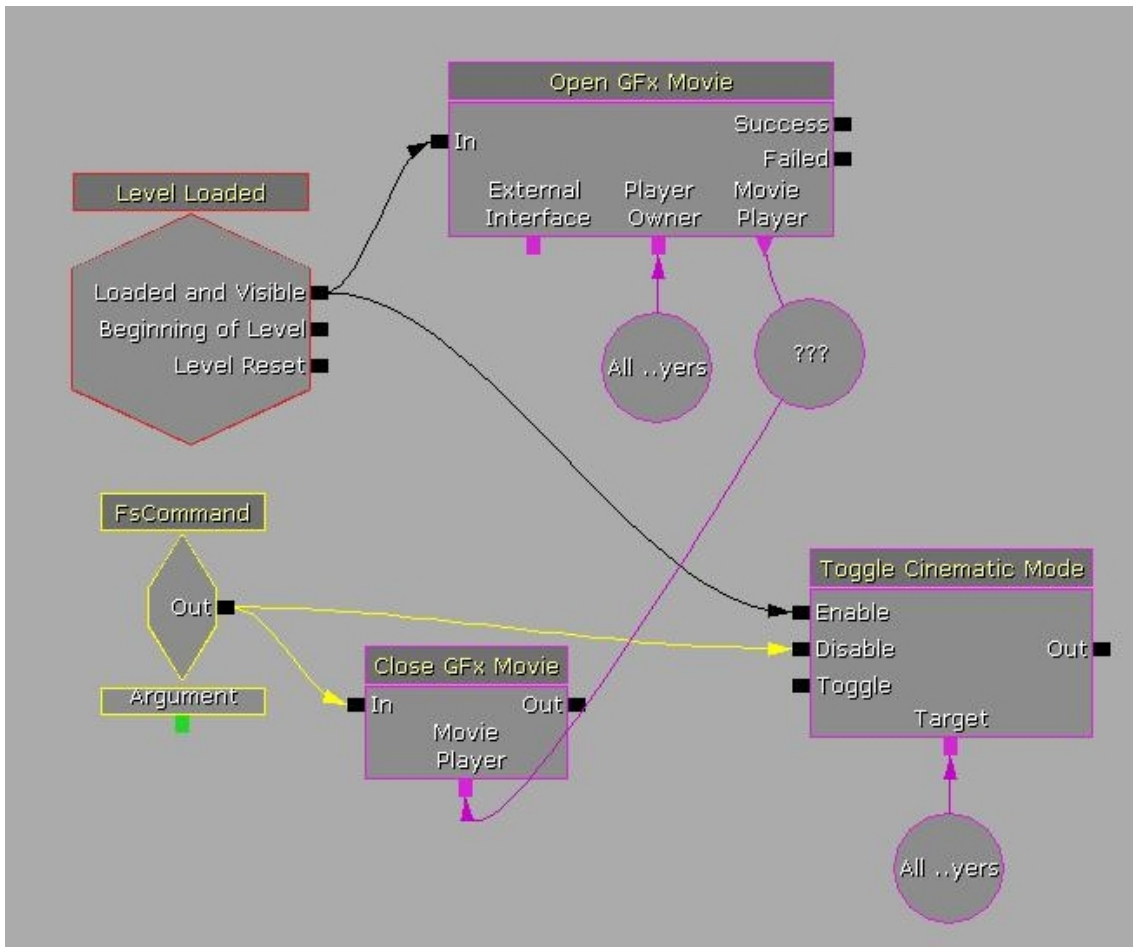 Open GFx Movie
In
Success
Failed
External
Interface
Player
Owner
Movie
Player
Level Loaded
Loaded and Visible
Beginning of Level
Level Reset
All ..yers
???
FsCommand
Out
Argument
Close GFx Movie
In
Out
Movie
Player
Toggle Cinematic Mode
Enable
Disable
Toggle
Out
Target
All ..yers